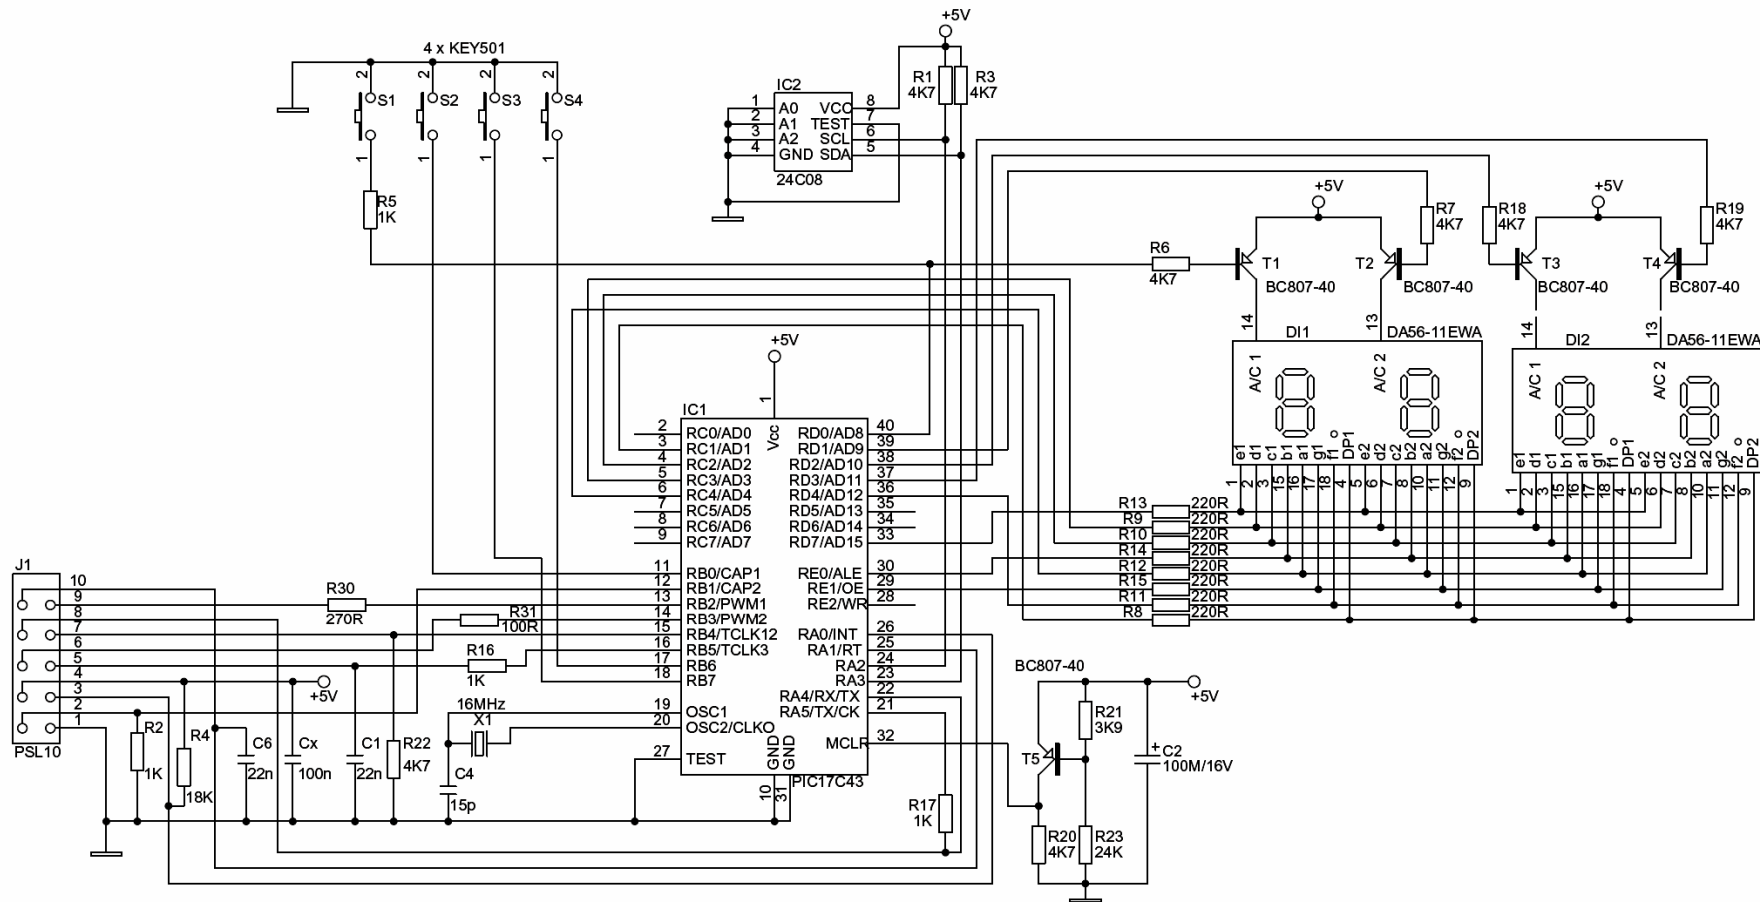 +5V
4 x KEY501
2 2 2 2
S1 S2 S3 S4
1 1 1 1
R5
1K
IC2
1 A0 VCC 8
2 A1 TEST 7
3 A2 SCL 6
4 GND SDA 5
24C08
R1
4K7
R3
4K7
+5V
+5V
R7
4K7
R18
4K7
R19
4K7
R6
4K7
T1
BC807-40
T2
BC807-40
T3
BC807-40
T4
BC807-40
14 13
14 13
DI1 DA56-11EWA
A/C 1 A/C 2
e1 d1 c1 b1 a1 g1 f1 DP1 e2 d2 c2 b2 a2 g2 f2 DP2
1 2 3 15 16 17 18 4 5 6 7 8 10 11 12 9
DI2 DA56-11EWA
A/C 1 A/C 2
e1 d1 c1 b1 a1 g1 f1 DP1 e2 d2 c2 b2 a2 g2 f2 DP2
1 2 3 15 16 17 18 4 5 6 7 8 10 11 12 9
R13 220R
R9 220R
R10 220R
R14 220R
R12 220R
R15 220R
R11 220R
R8 220R
+5V
1
IC1
Vcc
2 RC0/AD0 RD0/AD8 40
3 RC1/AD1 RD1/AD9 39
4 RC2/AD2 RD2/AD10 38
5 RC3/AD3 RD3/AD11 37
6 RC4/AD4 RD4/AD12 36
7 RC5/AD5 RD5/AD13 35
8 RC6/AD6 RD6/AD14 34
9 RC7/AD7 RD7/AD15 33
11 RB0/CAP1 RE0/ALE 30
12 RB1/CAP2 RE1/OE 29
13 RB2/PWM1 RE2/WR 28
14 RB3/PWM2
15 RB4/TCLK12 RA0/INT 26
16 RB5/TCLK3 RA1/RT 25
17 RB6 RA2 24
18 RB7 RA3 23
RA4/RX/TX 22
19 OSC1 RA5/TX/CK 21
20 OSC2/CLKO
MCLR 32
27 TEST
GND GND
10 31
PIC17C43
J1
10
9
8
7
6
5
4
3
2
1
PSL10
R30
270R
R31
100R
R16
1K
+5V
16MHz
X1
R2
1K
R4
18K
C6
22n
Cx
100n
C1
22n
R22
4K7
C4
15p
R17
1K
BC807-40
T5
+5V
R21
3K9
+
C2
100M/16V
R20
4K7
R23
24K